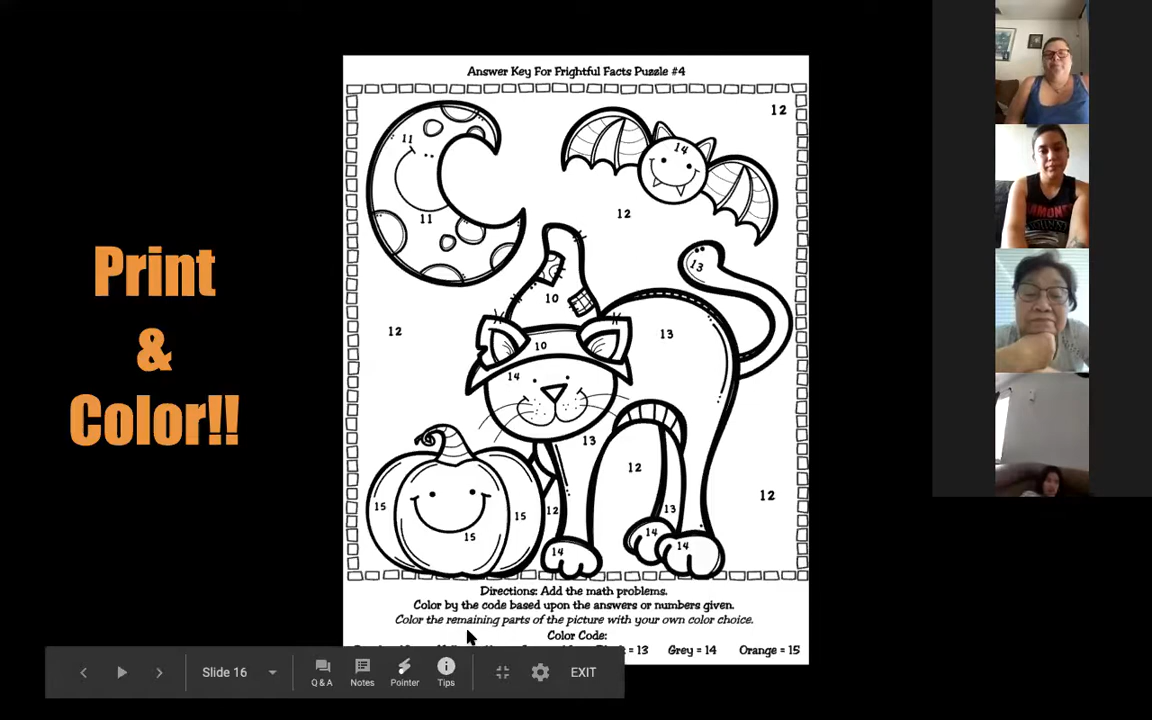 Print
&
Color!!
Answer Key For Frightful Facts Puzzle #4
12
11
14
11
12
13
10
12
13
10
14
13
12
12
15
12
13
15
15
14
14
14
Directions: Add the math problems.
Color by the code based upon the answers or numbers given.
Color the remaining parts of the picture with your own color choice.
Color Code:
= 13 Grey = 14 Orange = 15
Slide 16
Q & A
Notes
Pointer
Tips
EXIT